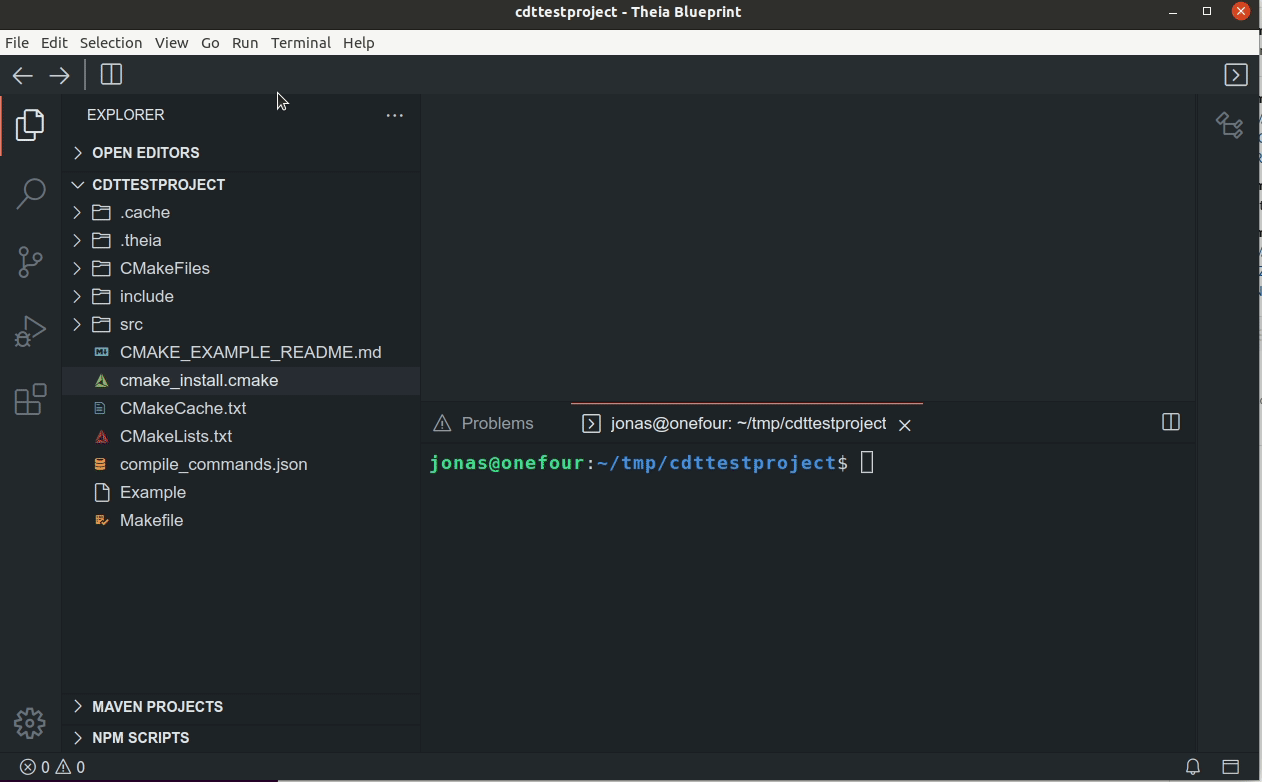 cdttestproject - Theia Blueprint
File Edit Selection View Go Run Terminal Help
EXPLORER
OPEN EDITORS
CDTTESTPROJECT
.cache
.theia
CMakeFiles
include
src
CMAKE_EXAMPLE_README.md
cmake_install.cmake
CMakeCache.txt
CMakeLists.txt
compile_commands.json
Example
Makefile
MAVEN PROJECTS
NPM SCRIPTS
Problems
jonas@onefour: ~/tmp/cdttestproject
jonas@onefour:~/tmp/cdttestproject$
0 0